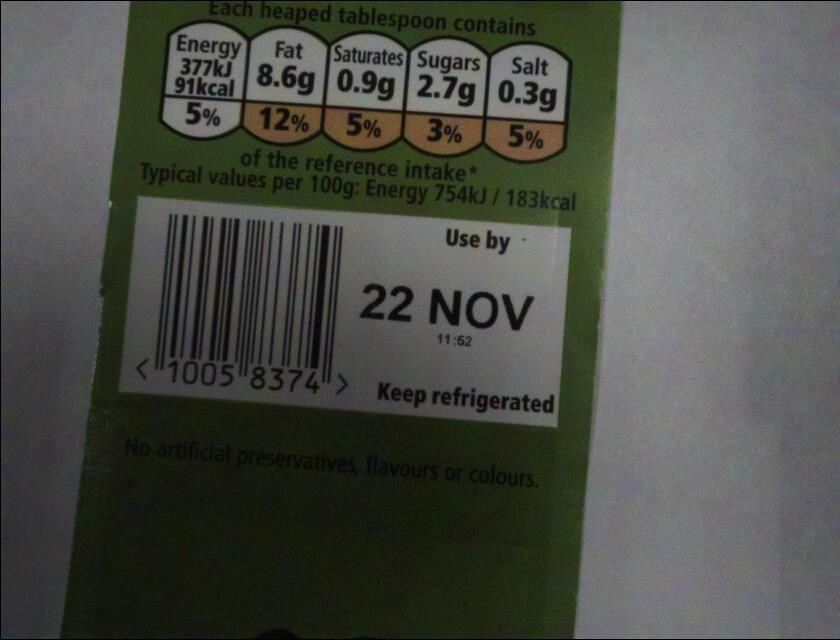 Each heaped tablespoon contains
Energy 377kJ 91kcal 5%
Fat 8.6g 12%
Saturates 0.9g 5%
Sugars 2.7g 3%
Salt 0.3g 5%
of the reference intake*
Typical values per 100g: Energy 754kJ / 183kcal
Use by
22 NOV
11:52
< 1005 8374 >
Keep refrigerated
No artificial preservatives, flavours or colours.